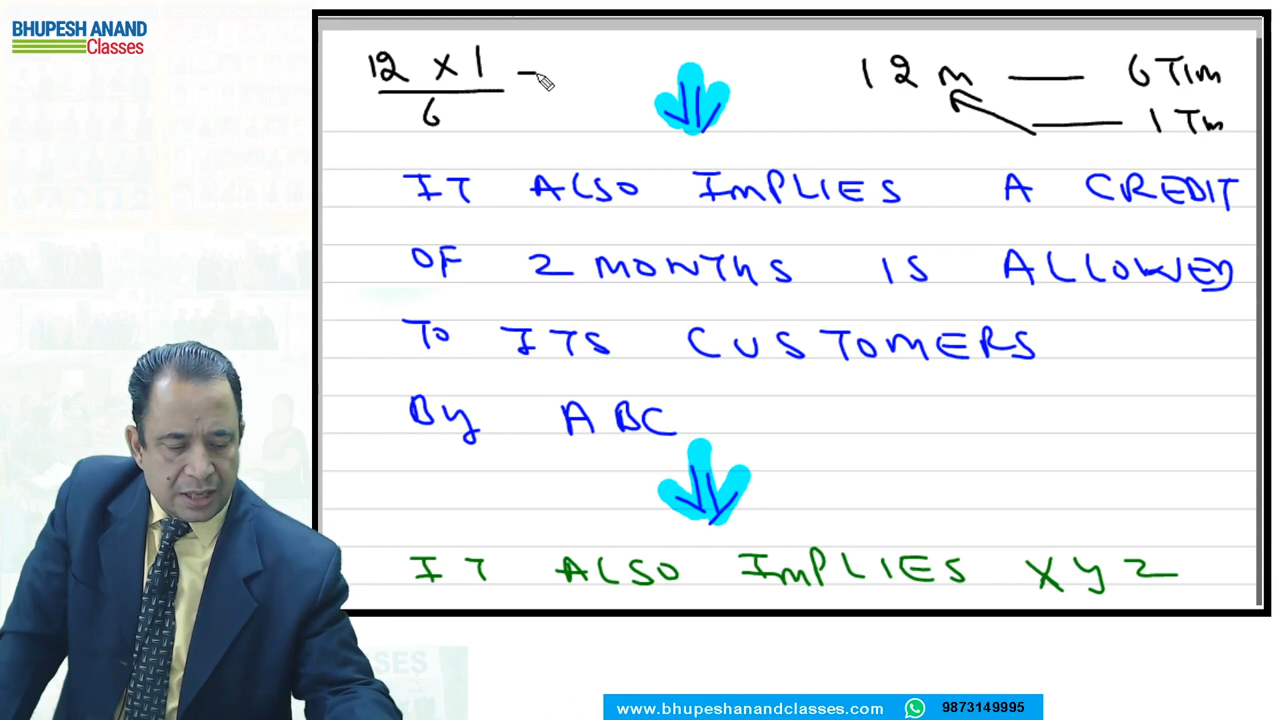 BHUPESH ANAND
Classes
12 x 1
6
12 m — 6 Tim
1 Tm
IT ALSO IMPLIES A CREDIT
OF 2 MONTHS IS ALLOWED
TO ITS CUSTOMERS
By ABC
IT ALSO IMPLIES XYZ
www.bhupeshanandclasses.com 9873149995